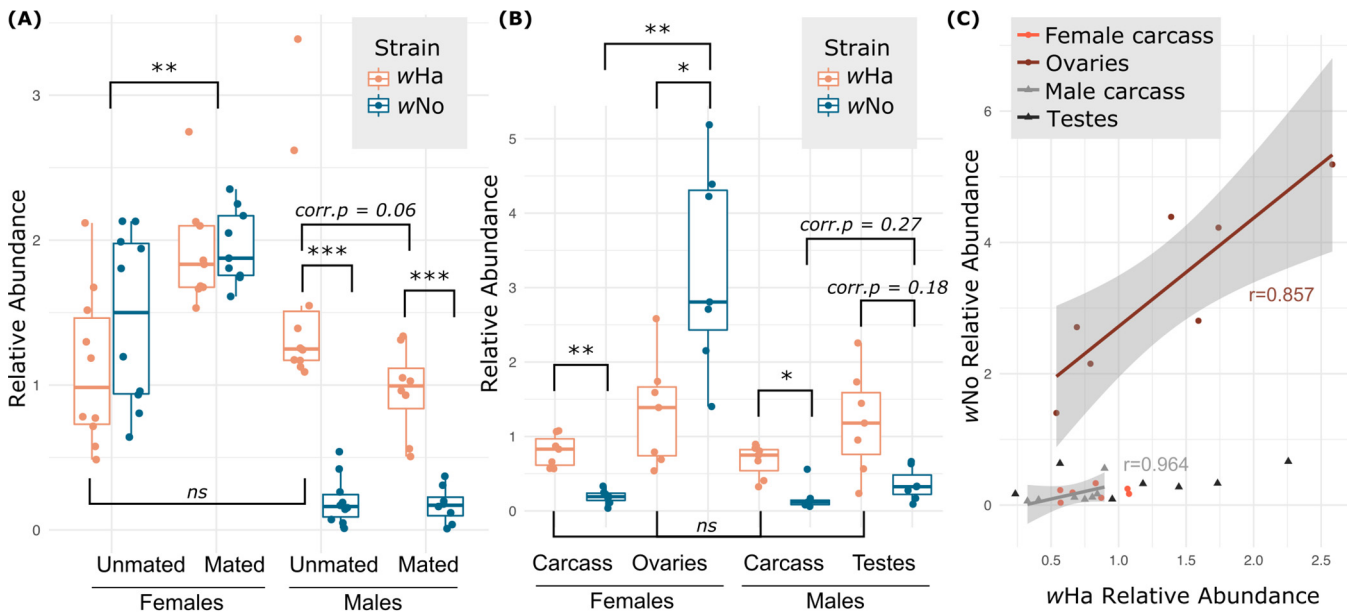 (A)
Relative Abundance
3
2
1
0
**
Strain
wHa
wNo
corr.p = 0.06
***
***
ns
Unmated Mated Unmated Mated
Females Males
(B)
Relative Abundance
5
4
3
2
1
0
**
*
Strain
wHa
wNo
corr.p = 0.27
corr.p = 0.18
**
*
ns
Carcass Ovaries Carcass Testes
Females Males
(C)
Female carcass
Ovaries
Male carcass
Testes
wNo Relative Abundance
6
4
2
0
r=0.857
r=0.964
0.5 1.0 1.5 2.0 2.5
wHa Relative Abundance